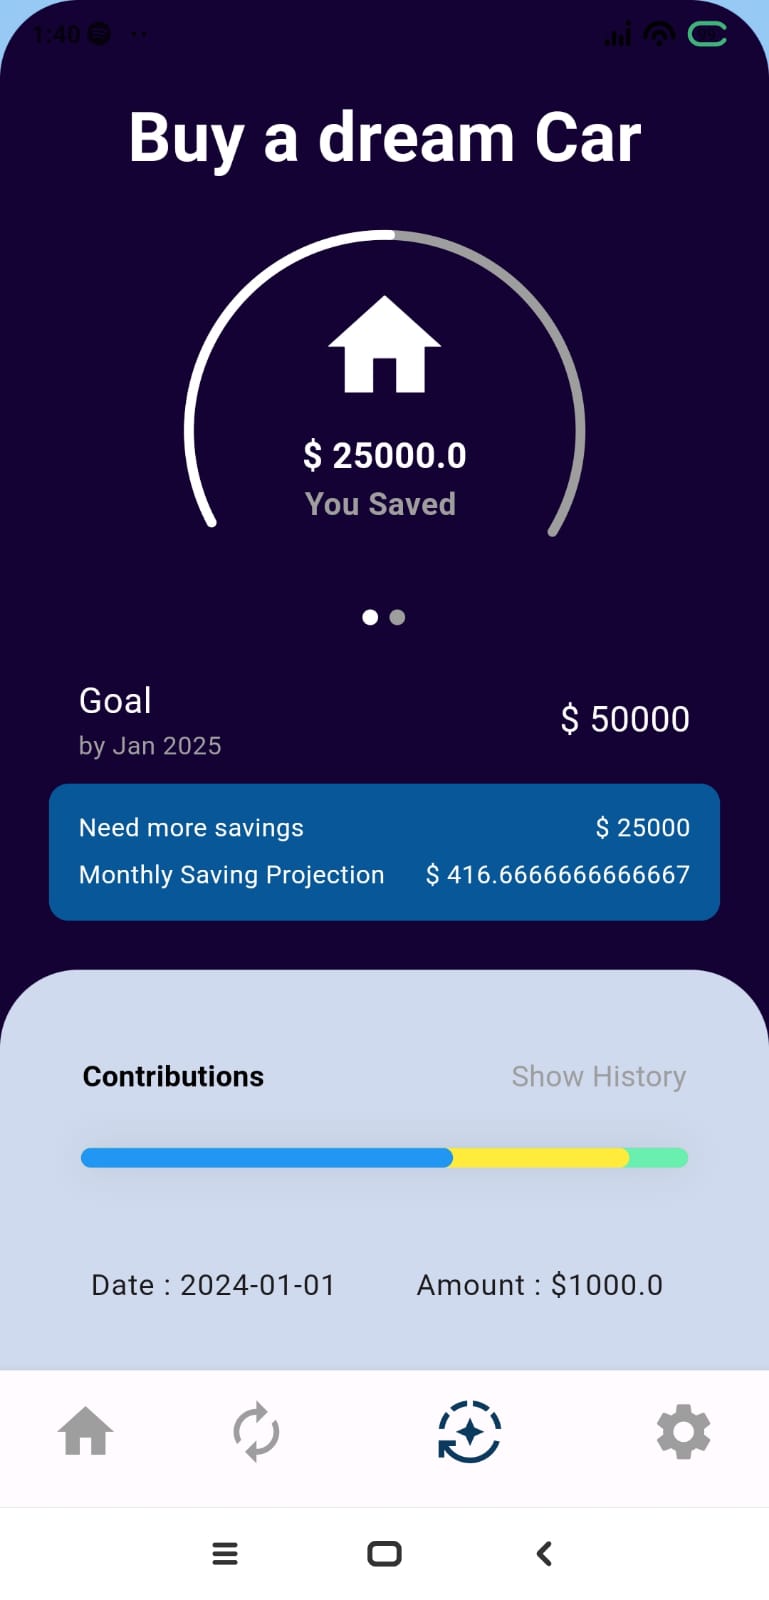 1:40
Buy a dream Car
$ 25000.0
You Saved
Goal
$ 50000
by Jan 2025
Need more savings $ 25000
Monthly Saving Projection $ 416.6666666666667
Contributions Show History
Date : 2024-01-01 Amount : $1000.0